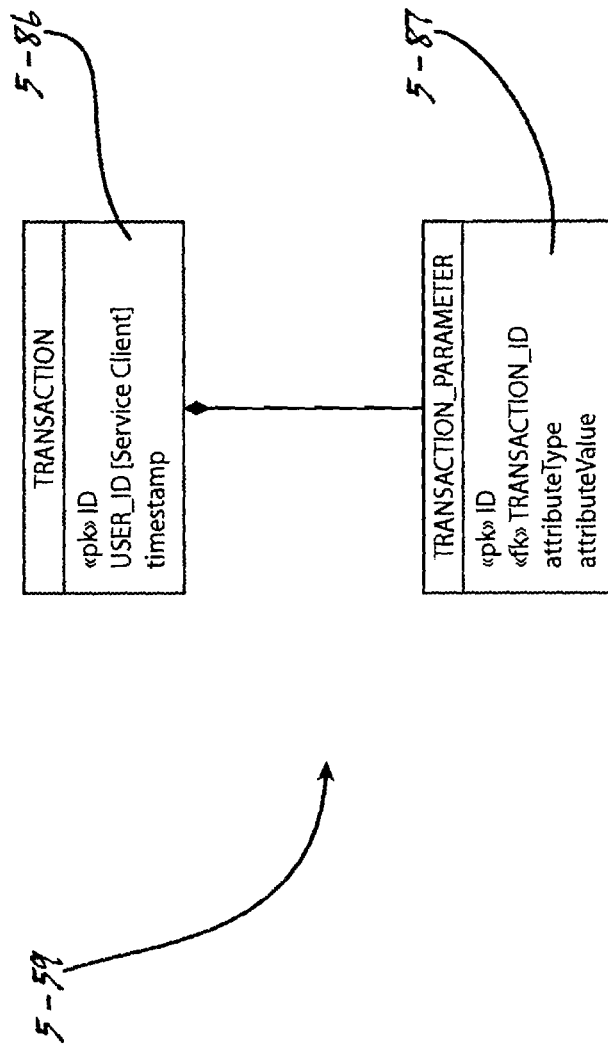 5-86
TRANSACTION
«pk» ID
USER_ID [Service Client]
timestamp
5-87
TRANSACTION_PARAMETER
«pk» ID
«fk» TRANSACTION_ID
attributeType
attributeValue
5-59